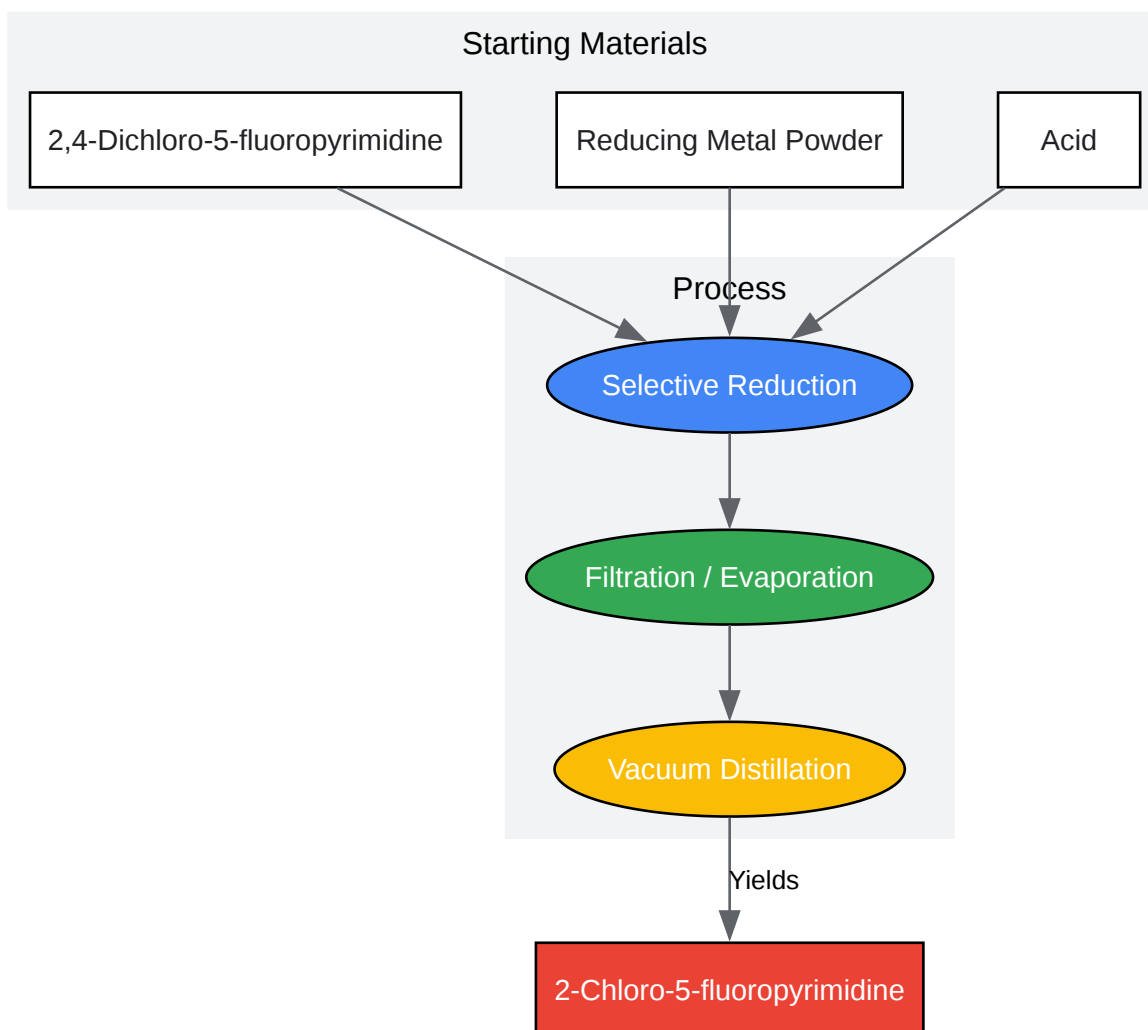 Starting Materials
2,4-Dichloro-5-fluoropyrimidine
Reducing Metal Powder
Acid
Process
Selective Reduction
Filtration / Evaporation
Vacuum Distillation
Yields
2-Chloro-5-fluoropyrimidine